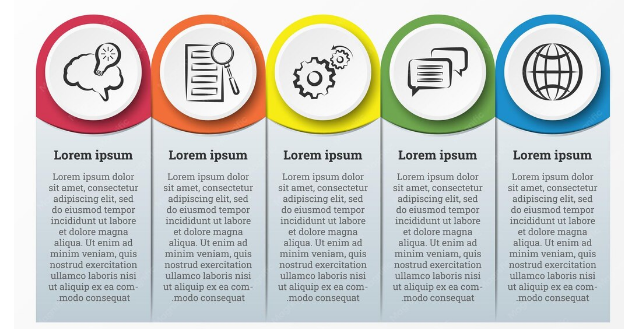 Lorem ipsum
Lorem ipsum dolor
sit amet, consectetur
adipiscing elit, sed
do eiusmod tempor
incididunt ut labore
et dolore magna
aliqua. Ut enim ad
minim veniam, quis
nostrud exercitation
ullamco laboris nisi
ut aliquip ex ea com-
.modo consequat
Lorem ipsum
Lorem ipsum dolor
sit amet, consectetur
adipiscing elit, sed
do eiusmod tempor
incididunt ut labore
et dolore magna
aliqua. Ut enim ad
minim veniam, quis
nostrud exercitation
ullamco laboris nisi
ut aliquip ex ea com-
.modo consequat
Lorem ipsum
Lorem ipsum dolor
sit amet, consectetur
adipiscing elit, sed
do eiusmod tempor
incididunt ut labore
et dolore magna
aliqua. Ut enim ad
minim veniam, quis
nostrud exercitation
ullamco laboris nisi
ut aliquip ex ea com-
.modo consequat
Lorem ipsum
Lorem ipsum dolor
sit amet, consectetur
adipiscing elit, sed
do eiusmod tempor
incididunt ut labore
et dolore magna
aliqua. Ut enim ad
minim veniam, quis
nostrud exercitation
ullamco laboris nisi
ut aliquip ex ea com-
.modo consequat
Lorem ipsum
Lorem ipsum dolor
sit amet, consectetur
adipiscing elit, sed
do eiusmod tempor
incididunt ut labore
et dolore magna
aliqua. Ut enim ad
minim veniam, quis
nostrud exercitation
ullamco laboris nisi
ut aliquip ex ea com-
.modo consequat